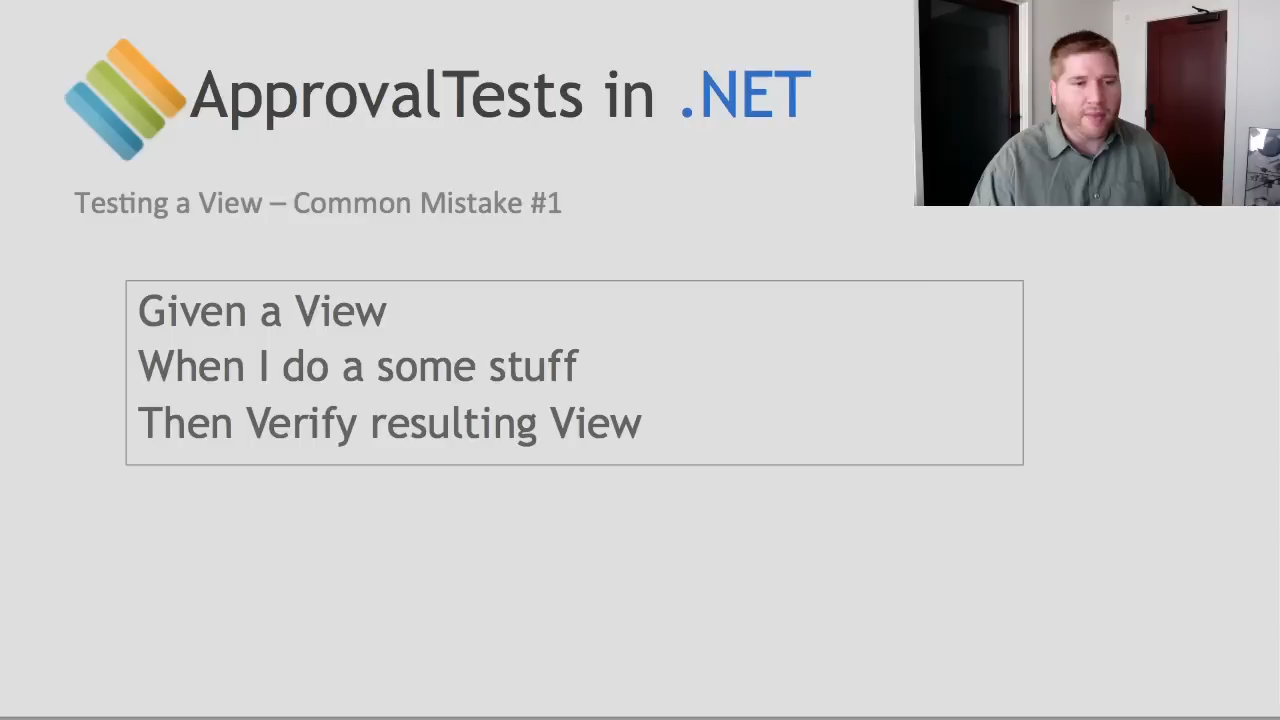 ApprovalTests in .NET
Testing a View – Common Mistake #1
Given a View
When I do a some stuff
Then Verify resulting View